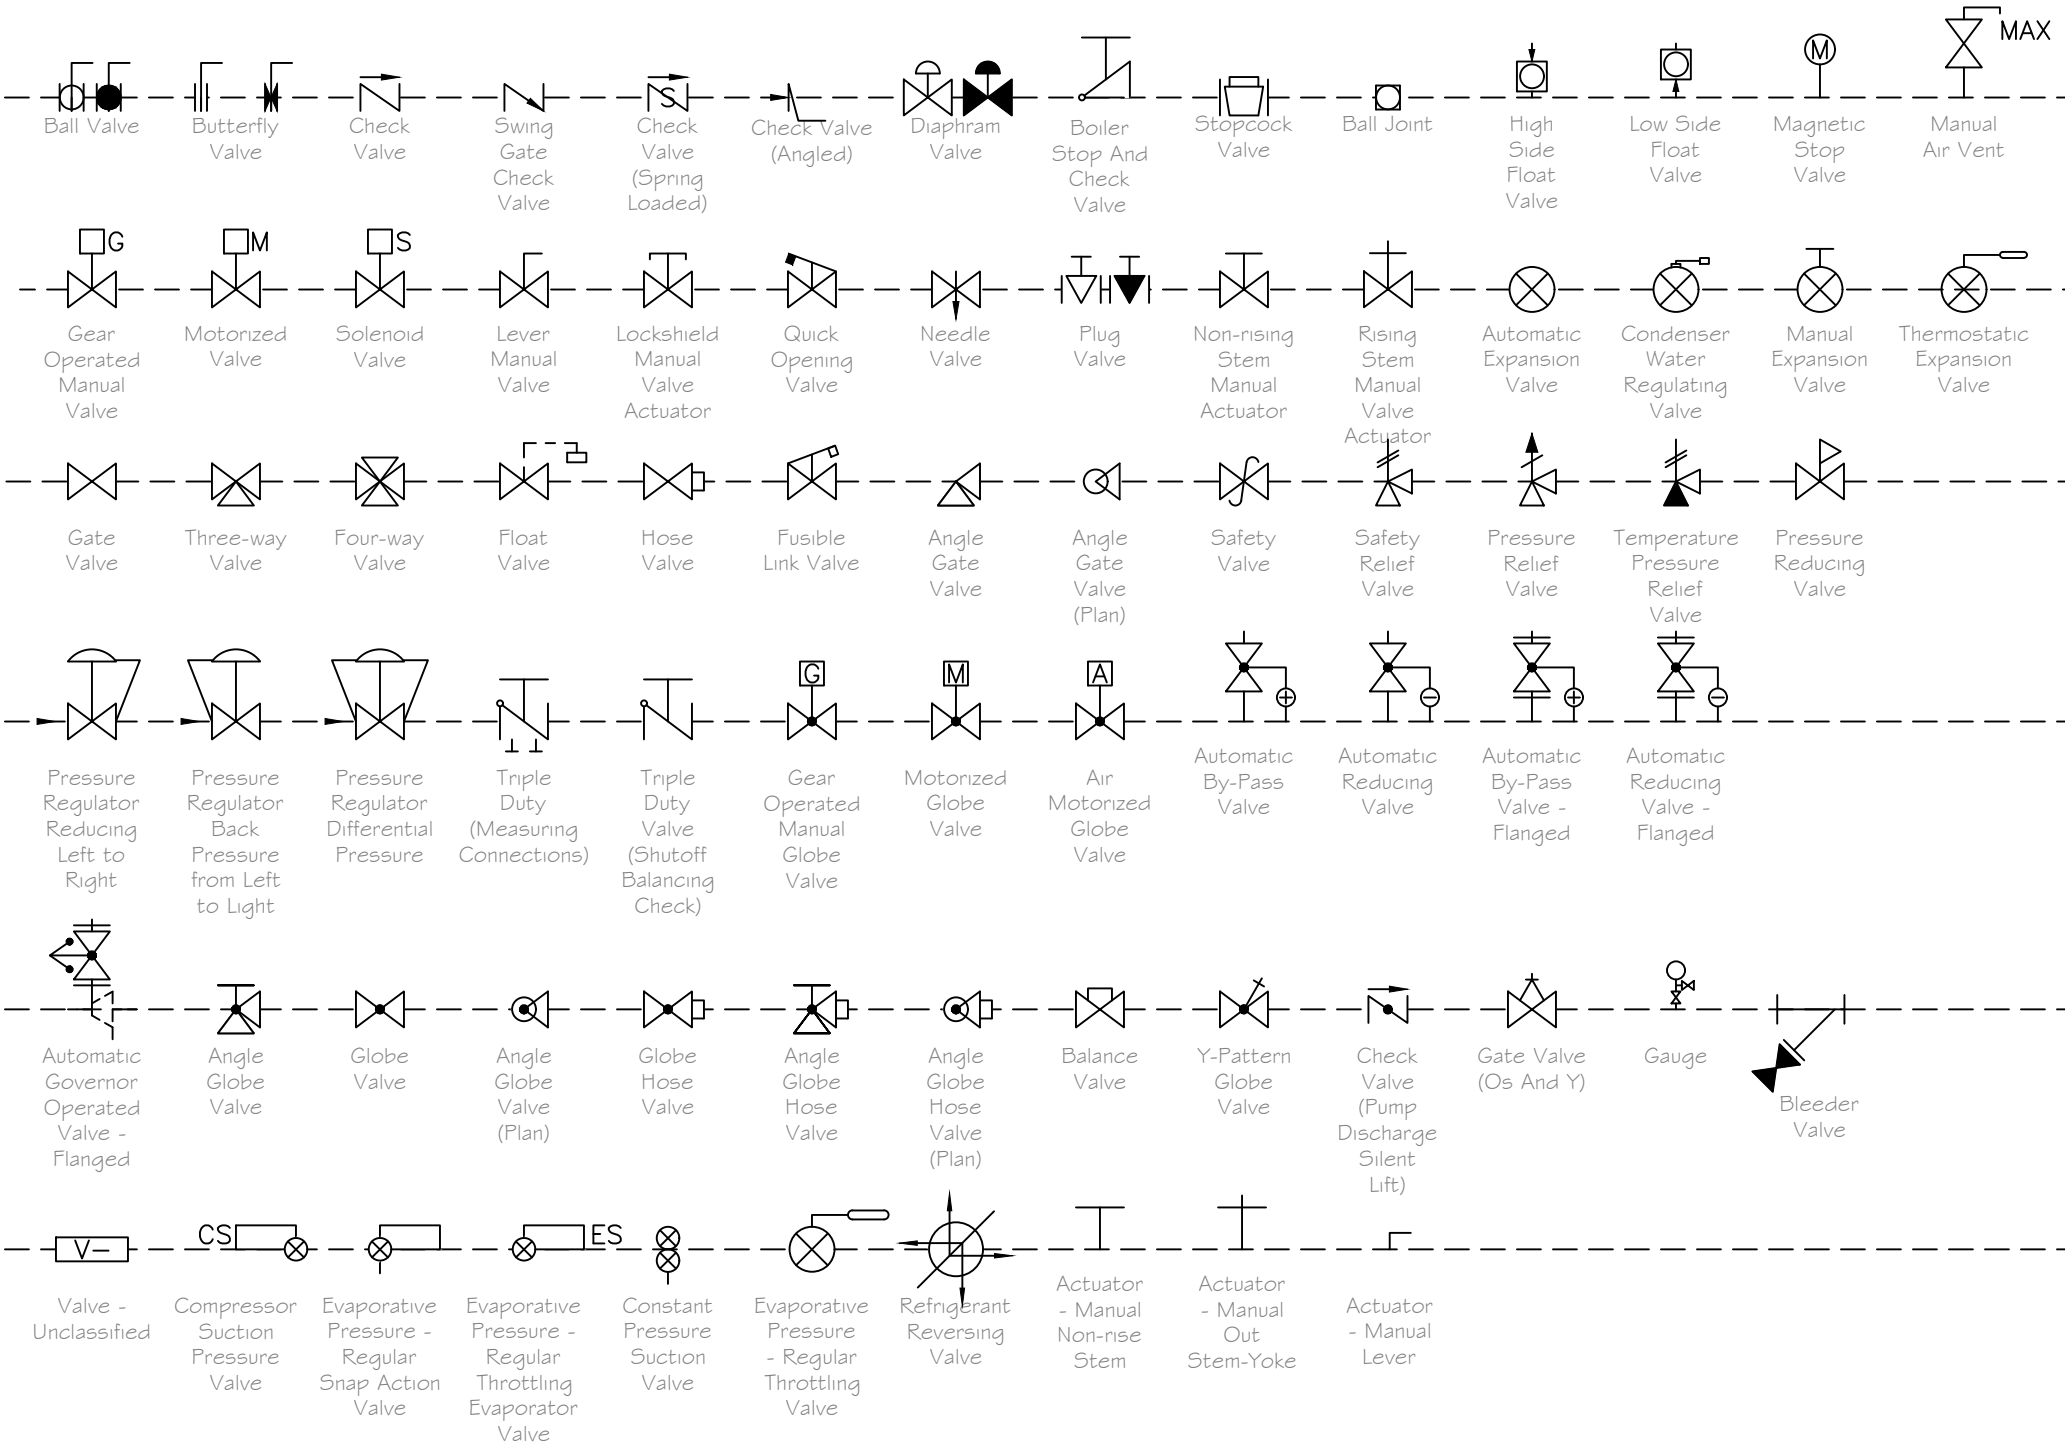 MAX
M
S
Ball Valve
Butterfly
Valve
Check
Valve
Swing
Gate
Check
Valve
Check
Valve
(Spring
Loaded)
Check Valve
(Angled)
Diaphram
Valve
Boiler
Stop And
Check
Valve
Stopcock
Valve
Ball Joint
High
Side
Float
Valve
Low Side
Float
Valve
Magnetic
Stop
Valve
Manual
Air Vent
G
M
S
Gear
Operated
Manual
Valve
Motorized
Valve
Solenoid
Valve
Lever
Manual
Valve
Lockshield
Manual
Valve
Actuator
Quick
Opening
Valve
Needle
Valve
Plug
Valve
Non-rising
Stem
Manual
Actuator
Rising
Stem
Manual
Valve
Actuator
Automatic
Expansion
Valve
Condenser
Water
Regulating
Valve
Manual
Expansion
Valve
Thermostatic
Expansion
Valve
Gate
Valve
Three-way
Valve
Four-way
Valve
Float
Valve
Hose
Valve
Fusible
Link Valve
Angle
Gate
Valve
Angle
Gate
Valve
(Plan)
Safety
Valve
Safety
Relief
Valve
Pressure
Relief
Valve
Temperature
Pressure
Relief
Valve
Pressure
Reducing
Valve
G
M
A
Pressure
Regulator
Reducing
Left to
Right
Pressure
Regulator
Back
Pressure
from Left
to Light
Pressure
Regulator
Differential
Pressure
Triple
Duty
(Measuring
Connections)
Triple
Duty
Valve
(Shutoff
Balancing
Check)
Gear
Operated
Manual
Globe
Valve
Motorized
Globe
Valve
Air
Motorized
Globe
Valve
Automatic
By-Pass
Valve
Automatic
Reducing
Valve
Automatic
By-Pass
Valve -
Flanged
Automatic
Reducing
Valve -
Flanged
Automatic
Governor
Operated
Valve -
Flanged
Angle
Globe
Valve
Globe
Valve
Angle
Globe
Valve
(Plan)
Globe
Hose
Valve
Angle
Globe
Hose
Valve
Angle
Globe
Hose
Valve
(Plan)
Balance
Valve
Y-Pattern
Globe
Valve
Check
Valve
(Pump
Discharge
Silent
Lift)
Gate Valve
(Os And Y)
Gauge
Bleeder
Valve
V-
CS
ES
Valve -
Unclassified
Compressor
Suction
Pressure
Valve
Evaporative
Pressure -
Regular
Snap Action
Valve
Evaporative
Pressure -
Regular
Throttling
Evaporator
Valve
Constant
Pressure
Suction
Valve
Evaporative
Pressure
- Regular
Throttling
Valve
Refrigerant
Reversing
Valve
Actuator
- Manual
Non-rise
Stem
Actuator
- Manual
Out
Stem-Yoke
Actuator
- Manual
Lever